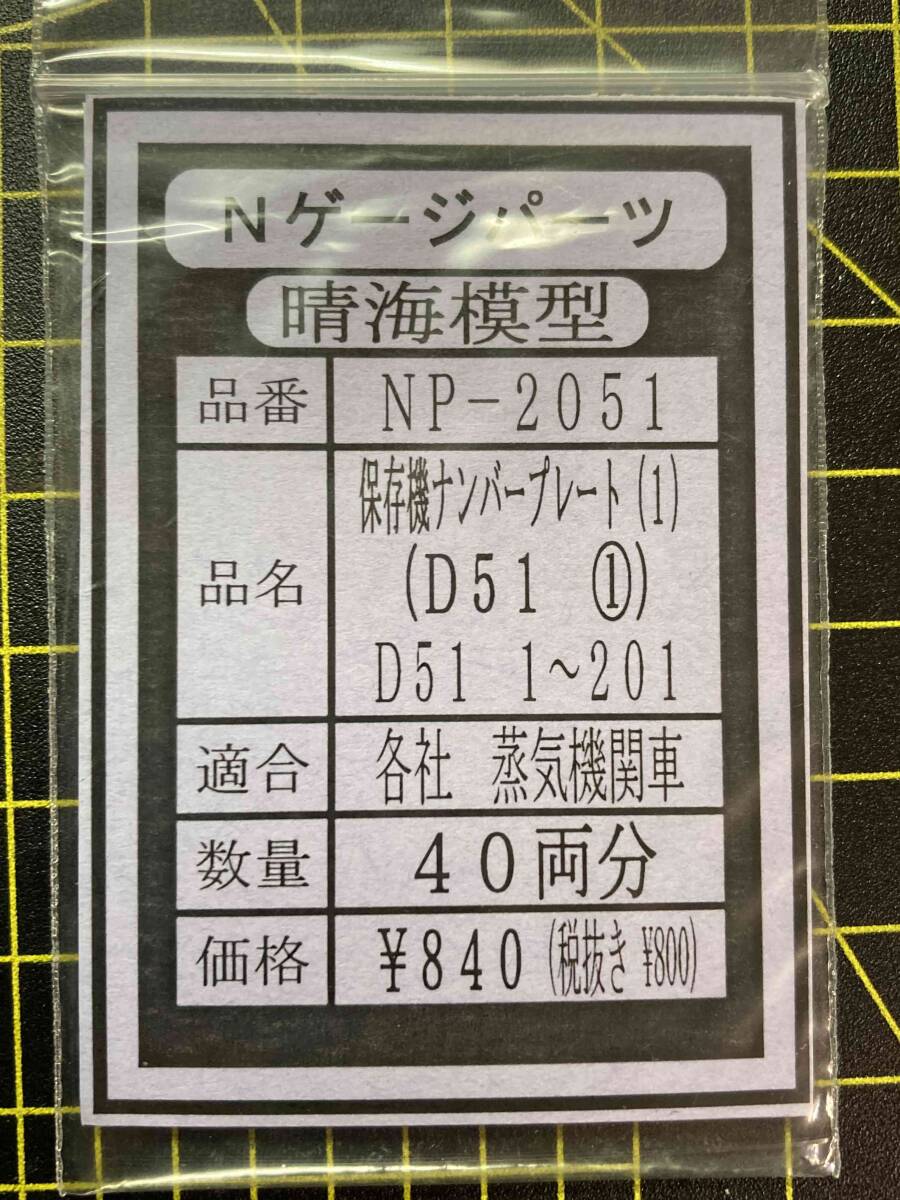 Nゲージパーツ
晴海模型
品番 NP-2051
品名 保存機ナンバープレート(1)
(D51 ①)
D51 1~201
適合 各社 蒸気機関車
数量 40両分
価格 ¥840(税抜き ¥800)